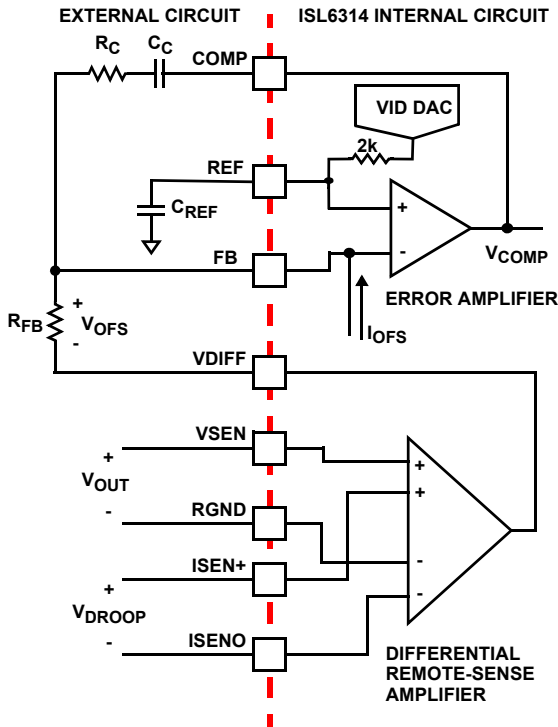 EXTERNAL CIRCUIT
ISL6314 INTERNAL CIRCUIT
RC
CC
COMP
VID DAC
2k
REF
CREF
+
-
VCOMP
FB
ERROR AMPLIFIER
IOFS
RFB
+
VOFS
-
VDIFF
VSEN
+
VOUT
-
RGND
ISEN+
+
VDROOP
-
ISENO
+
+
-
-
DIFFERENTIAL
REMOTE-SENSE
AMPLIFIER